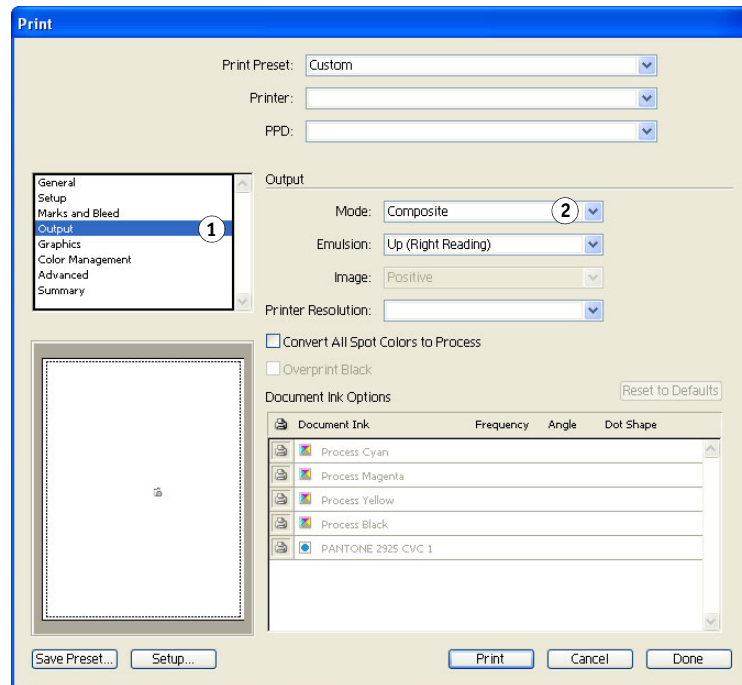 Print
Print Preset: Custom
Printer:
PPD:
General
Setup
Marks and Bleed
Output 1
Graphics
Color Management
Advanced
Summary
Output
Mode: Composite 2
Emulsion: Up (Right Reading)
Image: Positive
Printer Resolution:
Convert All Spot Colors to Process
Overprint Black
Document Ink Options
Reset to Defaults
Document Ink Frequency Angle Dot Shape
Process Cyan
Process Magenta
Process Yellow
Process Black
PANTONE 2925 CVC 1
Save Preset... Setup... Print Cancel Done